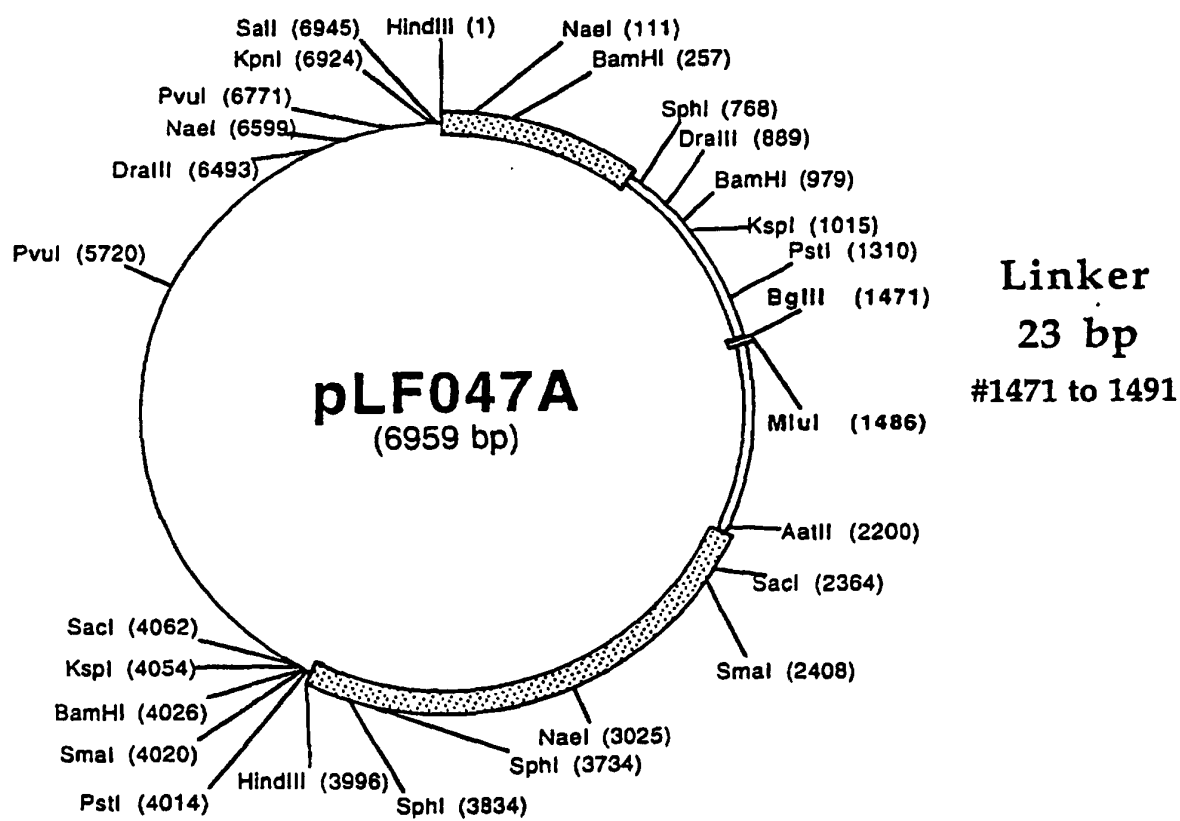 SalI (6945)
HindIII (1)
NaeI (111)
KpnI (6924)
BamHI (257)
PvuI (6771)
SphI (768)
NaeI (6599)
DraIII (889)
DraIII (6493)
BamHI (979)
KspI (1015)
PvuI (5720)
PstI (1310)
BglII (1471)
Linker
23 bp
#1471 to 1491
pLF047A
(6959 bp)
MluI (1486)
AatII (2200)
SacI (2364)
SacI (4062)
KspI (4054)
SmaI (2408)
BamHI (4026)
NaeI (3025)
SmaI (4020)
SphI (3734)
HindIII (3996)
PstI (4014)
SphI (3834)